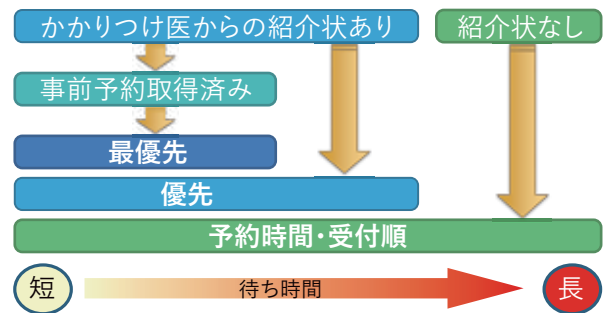 かかりつけ医からの紹介状あり
紹介状なし
事前予約取得済み
最優先
優先
予約時間・受付順
短
待ち時間
長